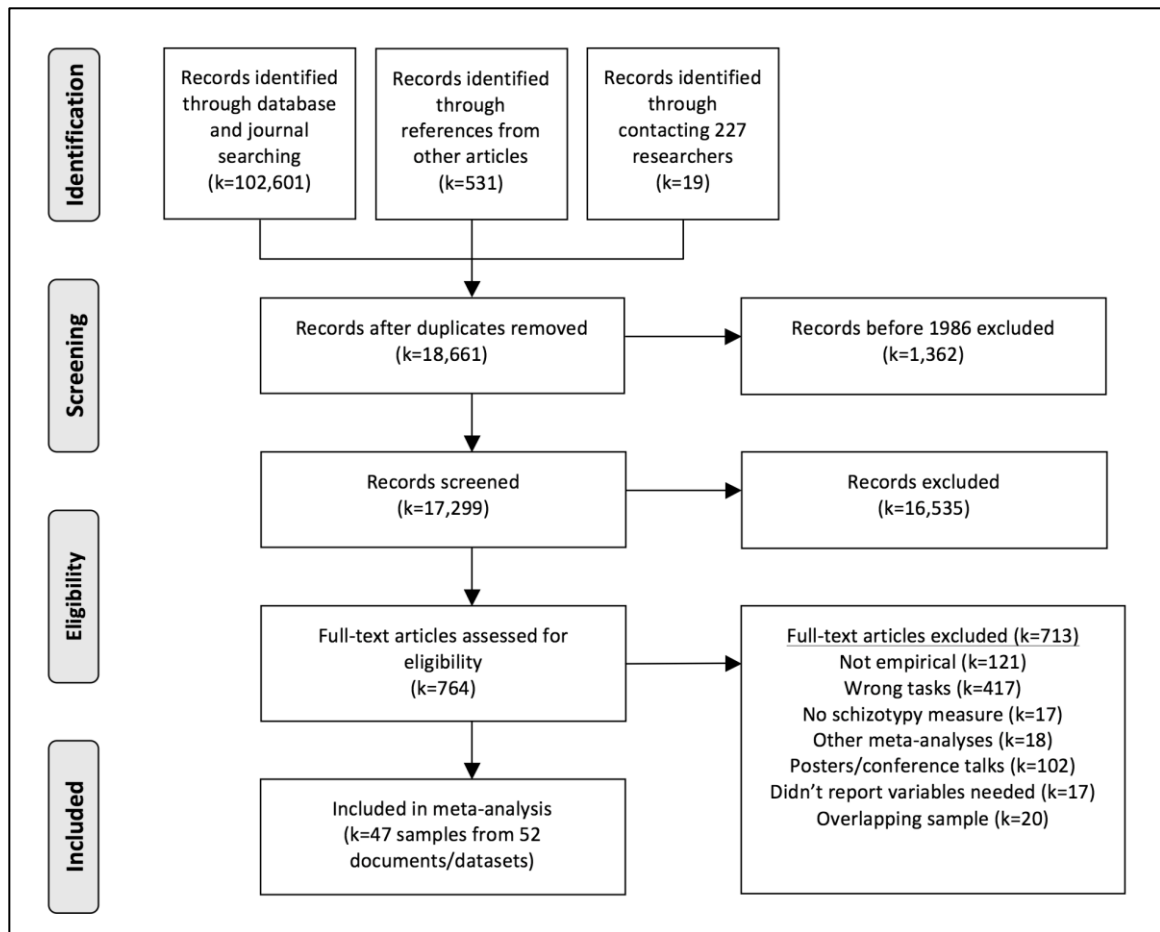 Identification
Records identified
through database
and journal
searching
(k=102,601)
Records identified
through
references from
other articles
(k=531)
Records identified
through
contacting 227
researchers
(k=19)
Screening
Records after duplicates removed
(k=18,661)
Records before 1986 excluded
(k=1,362)
Records screened
(k=17,299)
Records excluded
(k=16,535)
Eligibility
Full-text articles assessed for
eligibility
(k=764)
Full-text articles excluded (k=713)
Not empirical (k=121)
Wrong tasks (k=417)
No schizotypy measure (k=17)
Other meta-analyses (k=18)
Posters/conference talks (k=102)
Didn't report variables needed (k=17)
Overlapping sample (k=20)
Included
Included in meta-analysis
(k=47 samples from 52
documents/datasets)